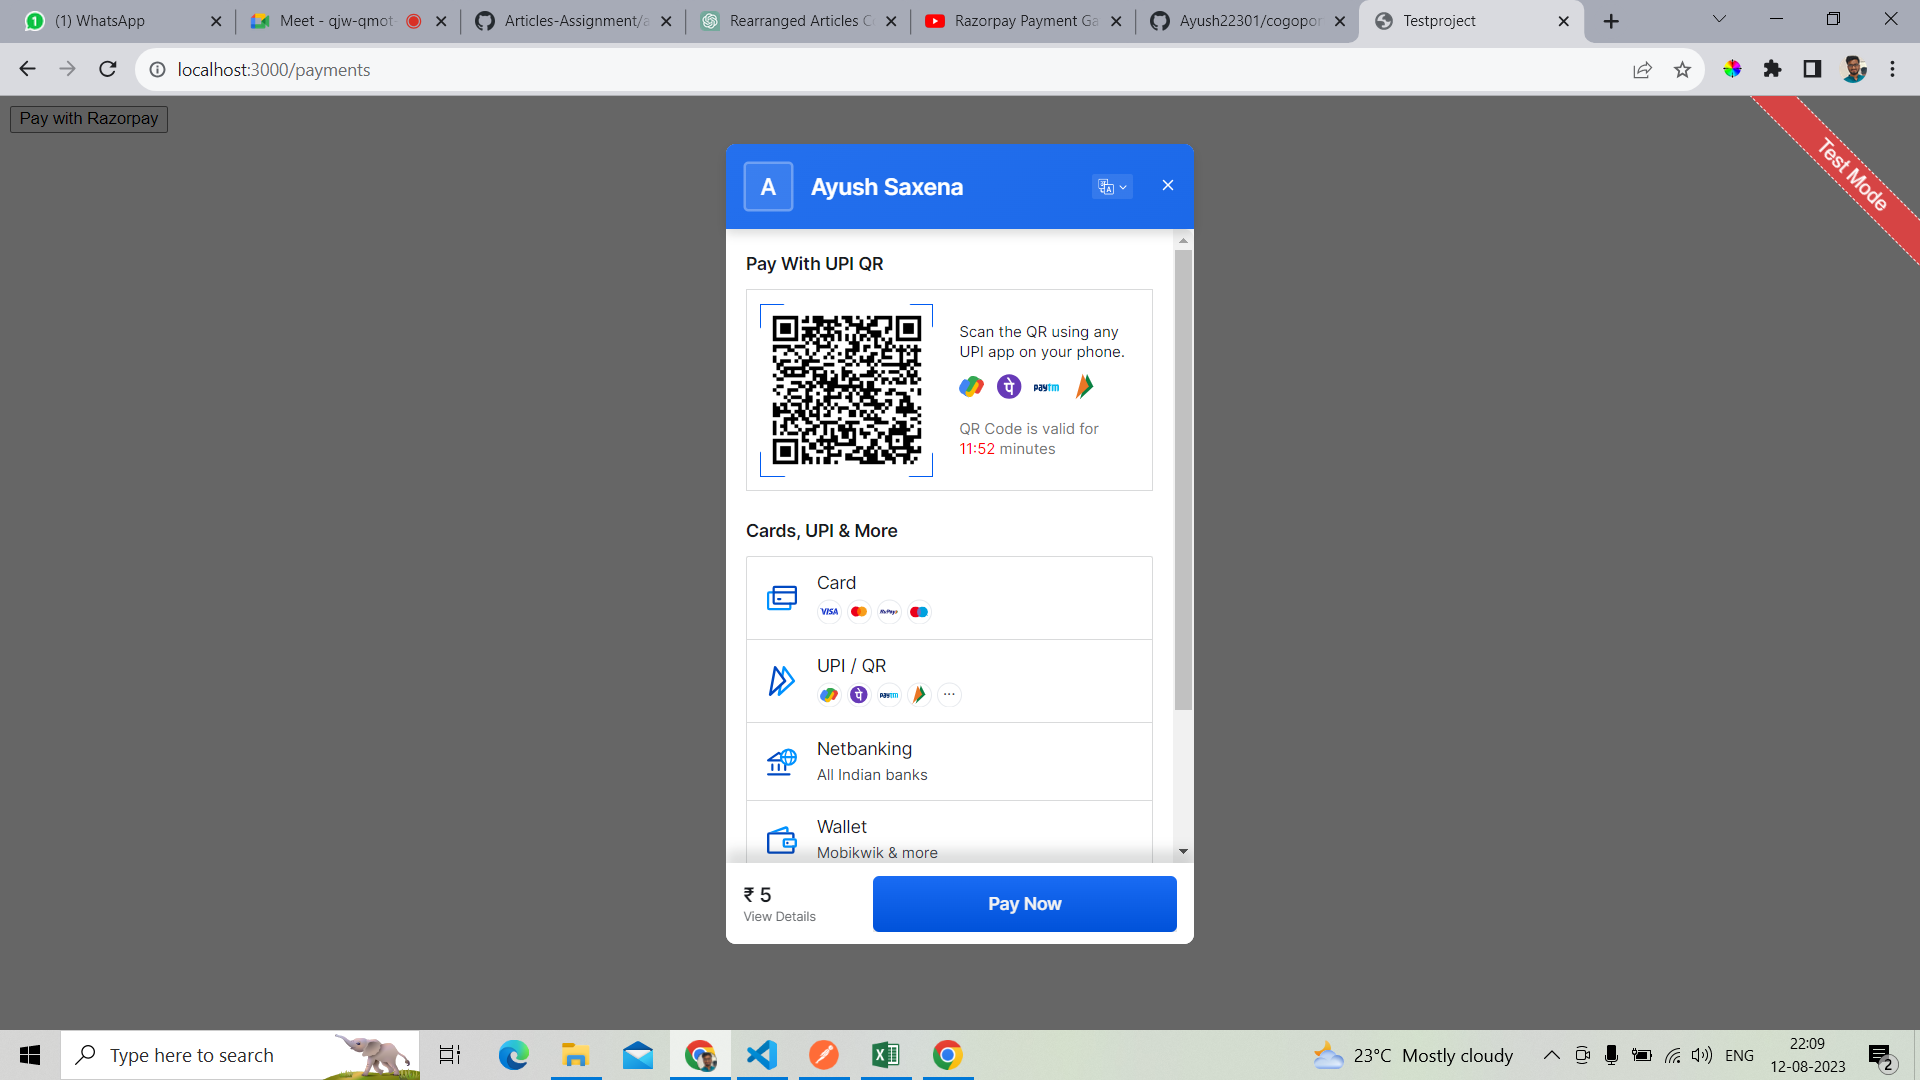 (1) WhatsApp
Meet - qjw-qmot
Articles-Assignment/a
Rearranged Articles C
Razorpay Payment Ga
Ayush22301/cogopor
Testproject
localhost:3000/payments
Pay with Razorpay
Test Mode
A
Ayush Saxena
Pay With UPI QR
Scan the QR using any
UPI app on your phone.
paytm
QR Code is valid for
11:52 minutes
Cards, UPI & More
Card
VISA
RuPay
UPI / QR
paytm
Netbanking
All Indian banks
Wallet
Mobikwik & more
₹ 5
View Details
Pay Now
Type here to search
23°C Mostly cloudy
ENG
22:09
12-08-2023
2